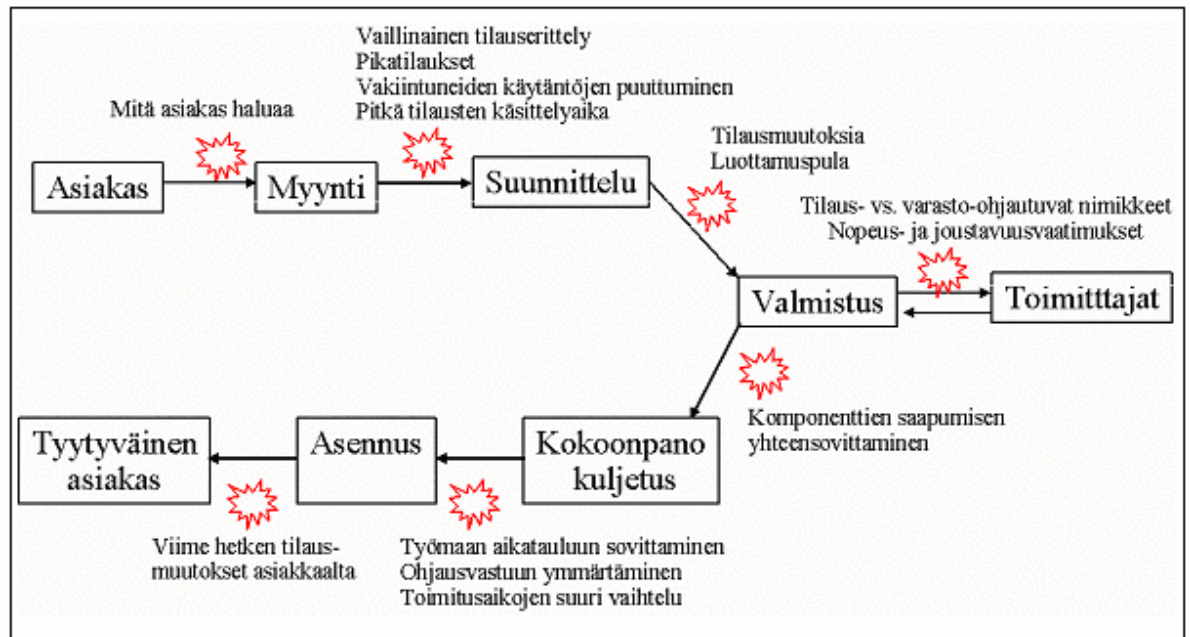 Vaillinainen tilauserittely
Pikatilaukset
Vakiintuneiden käytäntöjen puuttuminen
Pitkä tilausten käsittelyaika
Mitä asiakas haluaa
Tilausmuutoksia
Luottamuspula
Asiakas
Myynti
Suunnittelu
Tilaus- vs. varasto-ohjautuvat nimikkeet
Nopeus- ja joustavuusvaatimukset
Valmistus
Toimitttajat
Komponenttien saapumisen
yhteensovittaminen
Tyytyväinen
asiakas
Asennus
Kokoonpano
kuljetus
Viime hetken tilaus-
muutokset asiakkaalta
Työmaan aikatauluun sovittaminen
Ohjausvastuun ymmärtäminen
Toimitusaikojen suuri vaihtelu